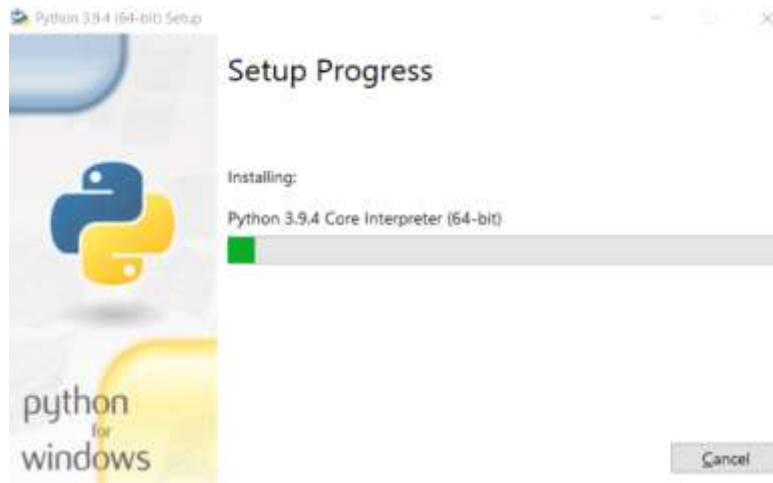 Python 3.9.4 (64-bit) Setup
Setup Progress
Installing:
Python 3.9.4 Core Interpreter (64-bit)
python
for
windows
Cancel